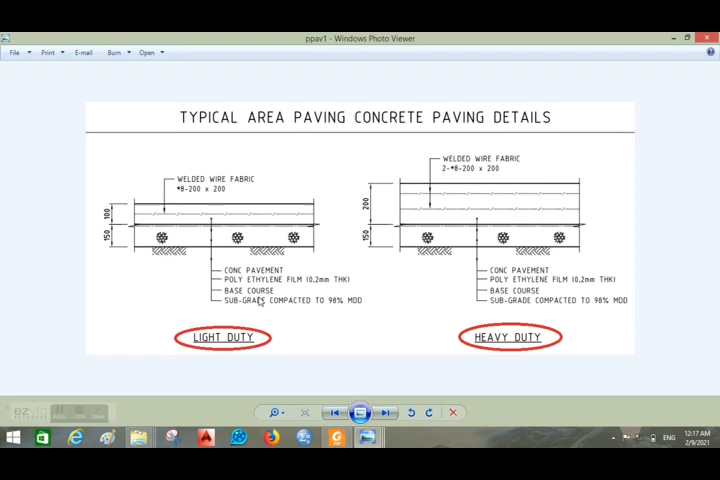 ppav1 - Windows Photo Viewer
File Print E-mail Burn Open
TYPICAL AREA PAVING CONCRETE PAVING DETAILS
WELDED WIRE FABRIC
*8-200 x 200
100
150
CONC PAVEMENT
POLY ETHYLENE FILM (0,2mm THK)
BASE COURSE
SUB-GRADE COMPACTED TO 98% MDD
LIGHT DUTY
WELDED WIRE FABRIC
2-*8-200 x 200
200
150
CONC PAVEMENT
POLY ETHYLENE FILM (0,2mm THK)
BASE COURSE
SUB-GRADE COMPACTED TO 98% MDD
HEAVY DUTY
ezvid
ENG
12:17 AM
2/9/2021